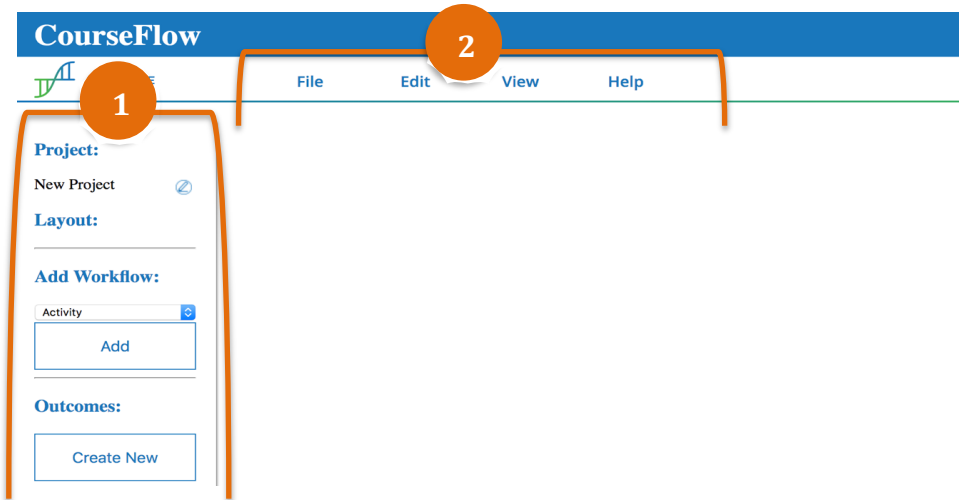 CourseFlow
2
File Edit View Help
1
Project:
New Project
Layout:
Add Workflow:
Activity
Add
Outcomes:
Create New